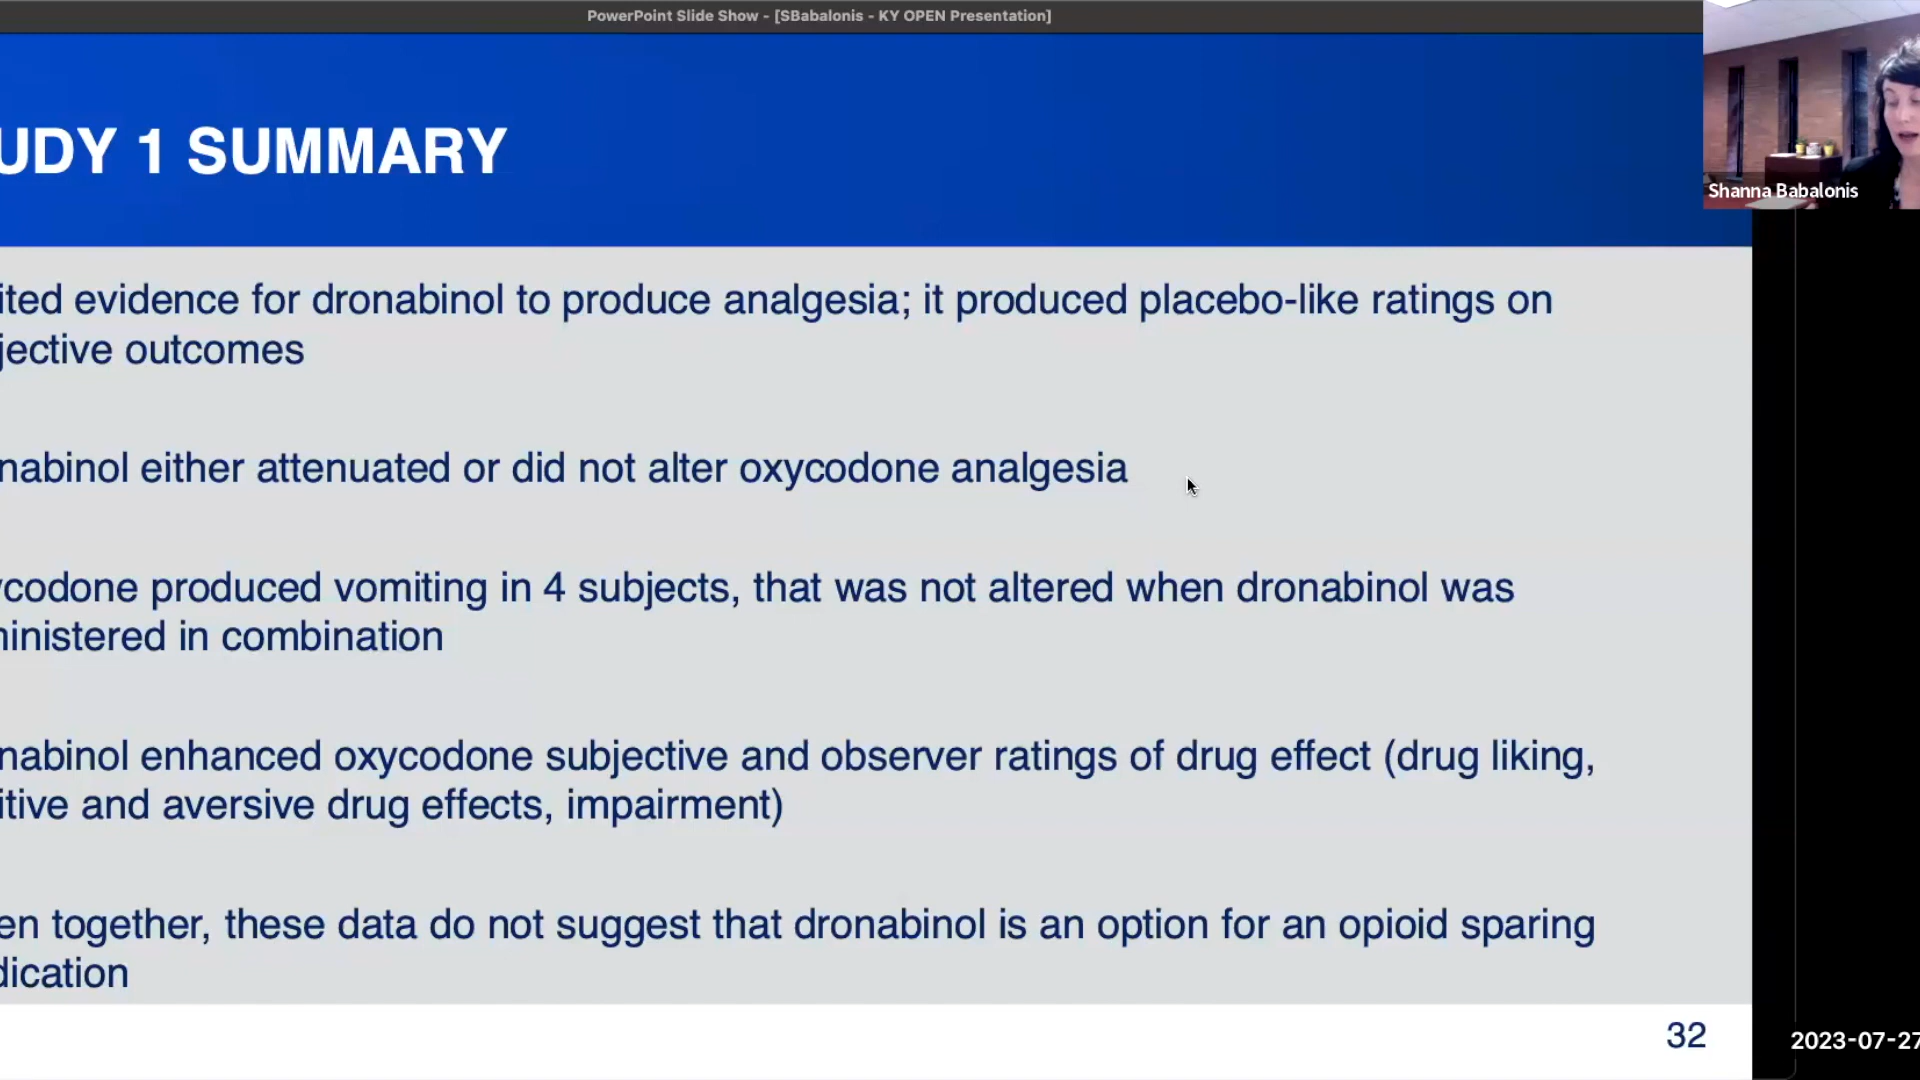 PowerPoint Slide Show - [SBabalonis - KY OPEN Presentation]
UDY 1 SUMMARY
Shanna Babalonis
ited evidence for dronabinol to produce analgesia; it produced placebo-like ratings on
jective outcomes
nabinol either attenuated or did not alter oxycodone analgesia
ycodone produced vomiting in 4 subjects, that was not altered when dronabinol was
ministered in combination
nabinol enhanced oxycodone subjective and observer ratings of drug effect (drug liking,
itive and aversive drug effects, impairment)
en together, these data do not suggest that dronabinol is an option for an opioid sparing
dication
32
2023-07-27